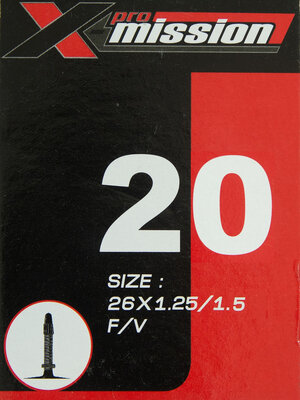 X pro
mission
20
SIZE :
26X1.25/1.5
F/V